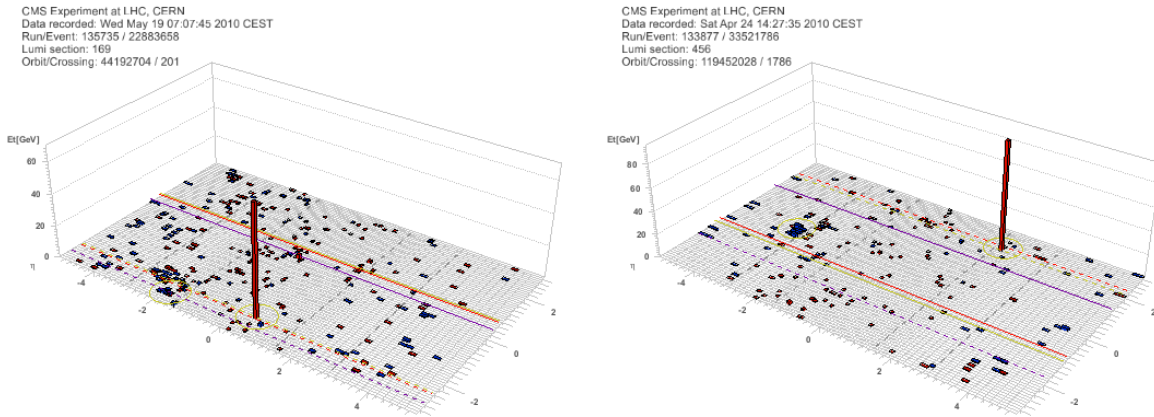 CMS Experiment at LHC, CERN
Data recorded: Wed May 19 07:07:45 2010 CEST
Run/Event: 135735 / 22883658
Lumi section: 169
Orbit/Crossing: 44192704 / 201
Et[GeV]
60
40
20
0
η
-4
-2
0
2
4
-2
0
2
CMS Experiment at LHC, CERN
Data recorded: Sat Apr 24 14:27:35 2010 CEST
Run/Event: 133877 / 33521786
Lumi section: 456
Orbit/Crossing: 119452028 / 1786
Et[GeV]
80
60
40
20
0
η
-4
-2
0
2
4
-2
0
2